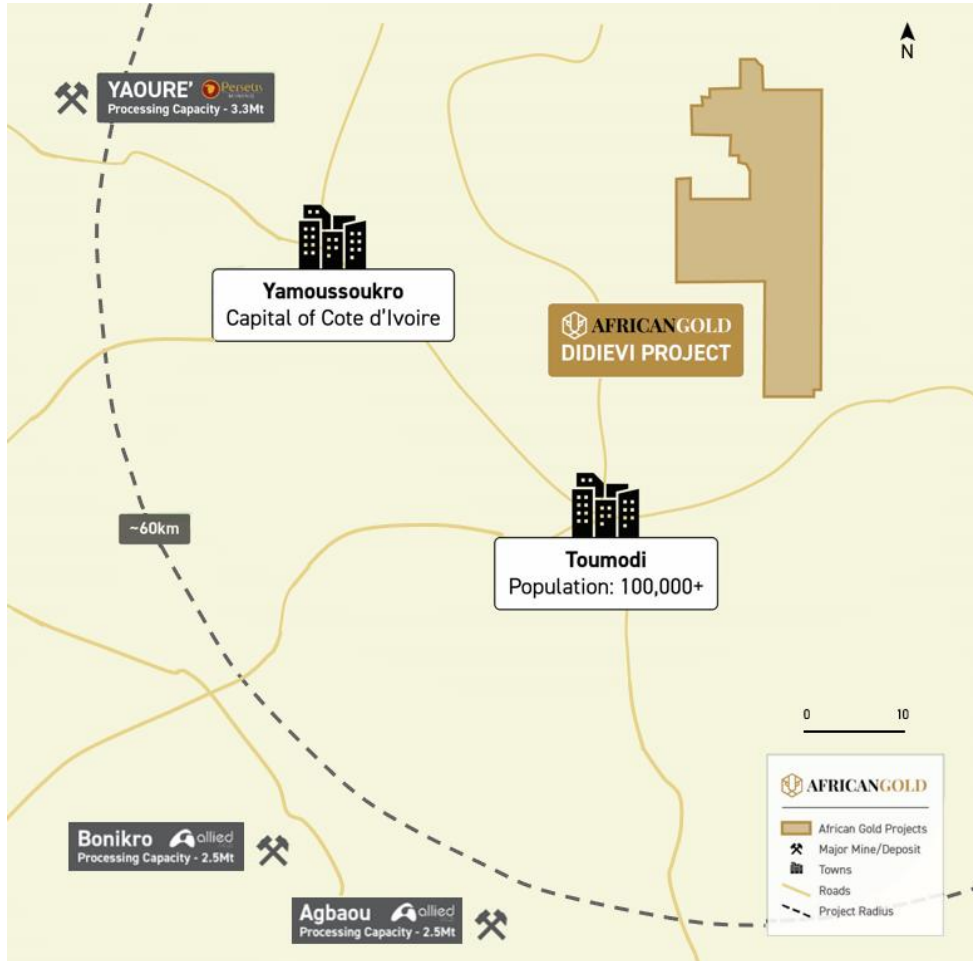 N
YAOURE’ Perseus
Processing Capacity - 3.3Mt
Yamoussoukro
Capital of Cote d’Ivoire
AFRICANGOLD
DIDIEVI PROJECT
~60km
Toumodi
Population: 100,000+
0 10
Bonikro allied
Processing Capacity - 2.5Mt
Agbaou allied
Processing Capacity - 2.5Mt
AFRICANGOLD
African Gold Projects
Major Mine/Deposit
Towns
Roads
Project Radius